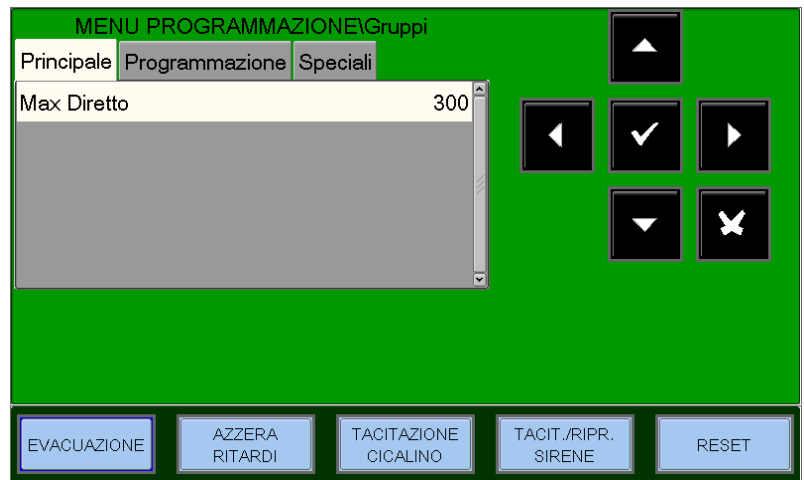 MENU PROGRAMMAZIONE\Gruppi
Principale Programmazione Speciali
Max Diretto 300
EVACUAZIONE
AZZERA
RITARDI
TACITAZIONE
CICALINO
TACIT./RIPR.
SIRENE
RESET